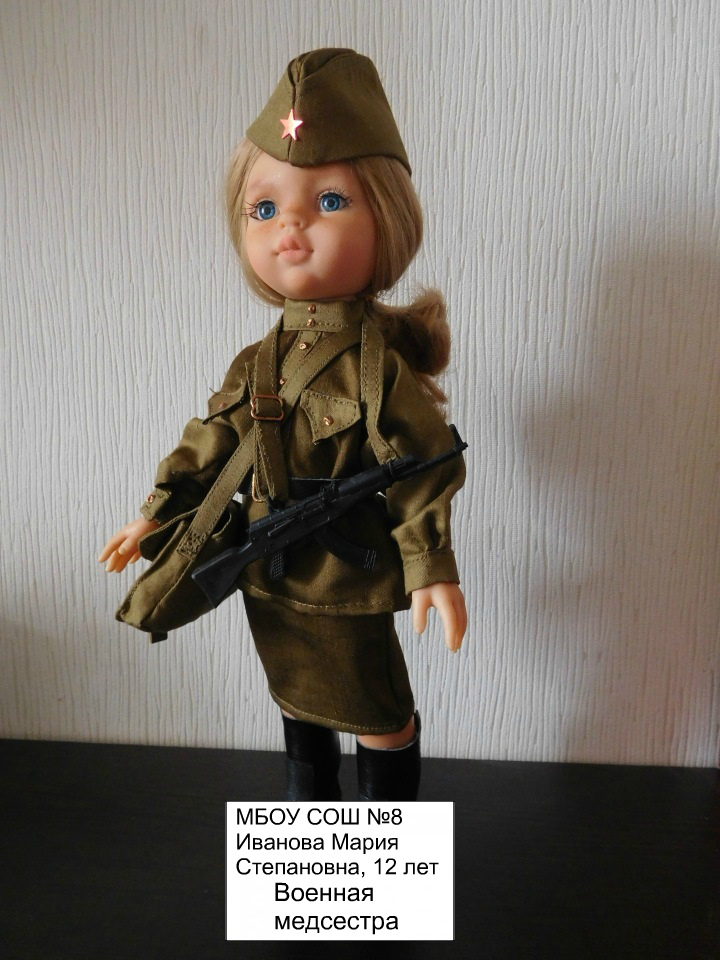 МБОУ СОШ №8
Иванова Мария
Степановна, 12 лет
Военная
медсестра